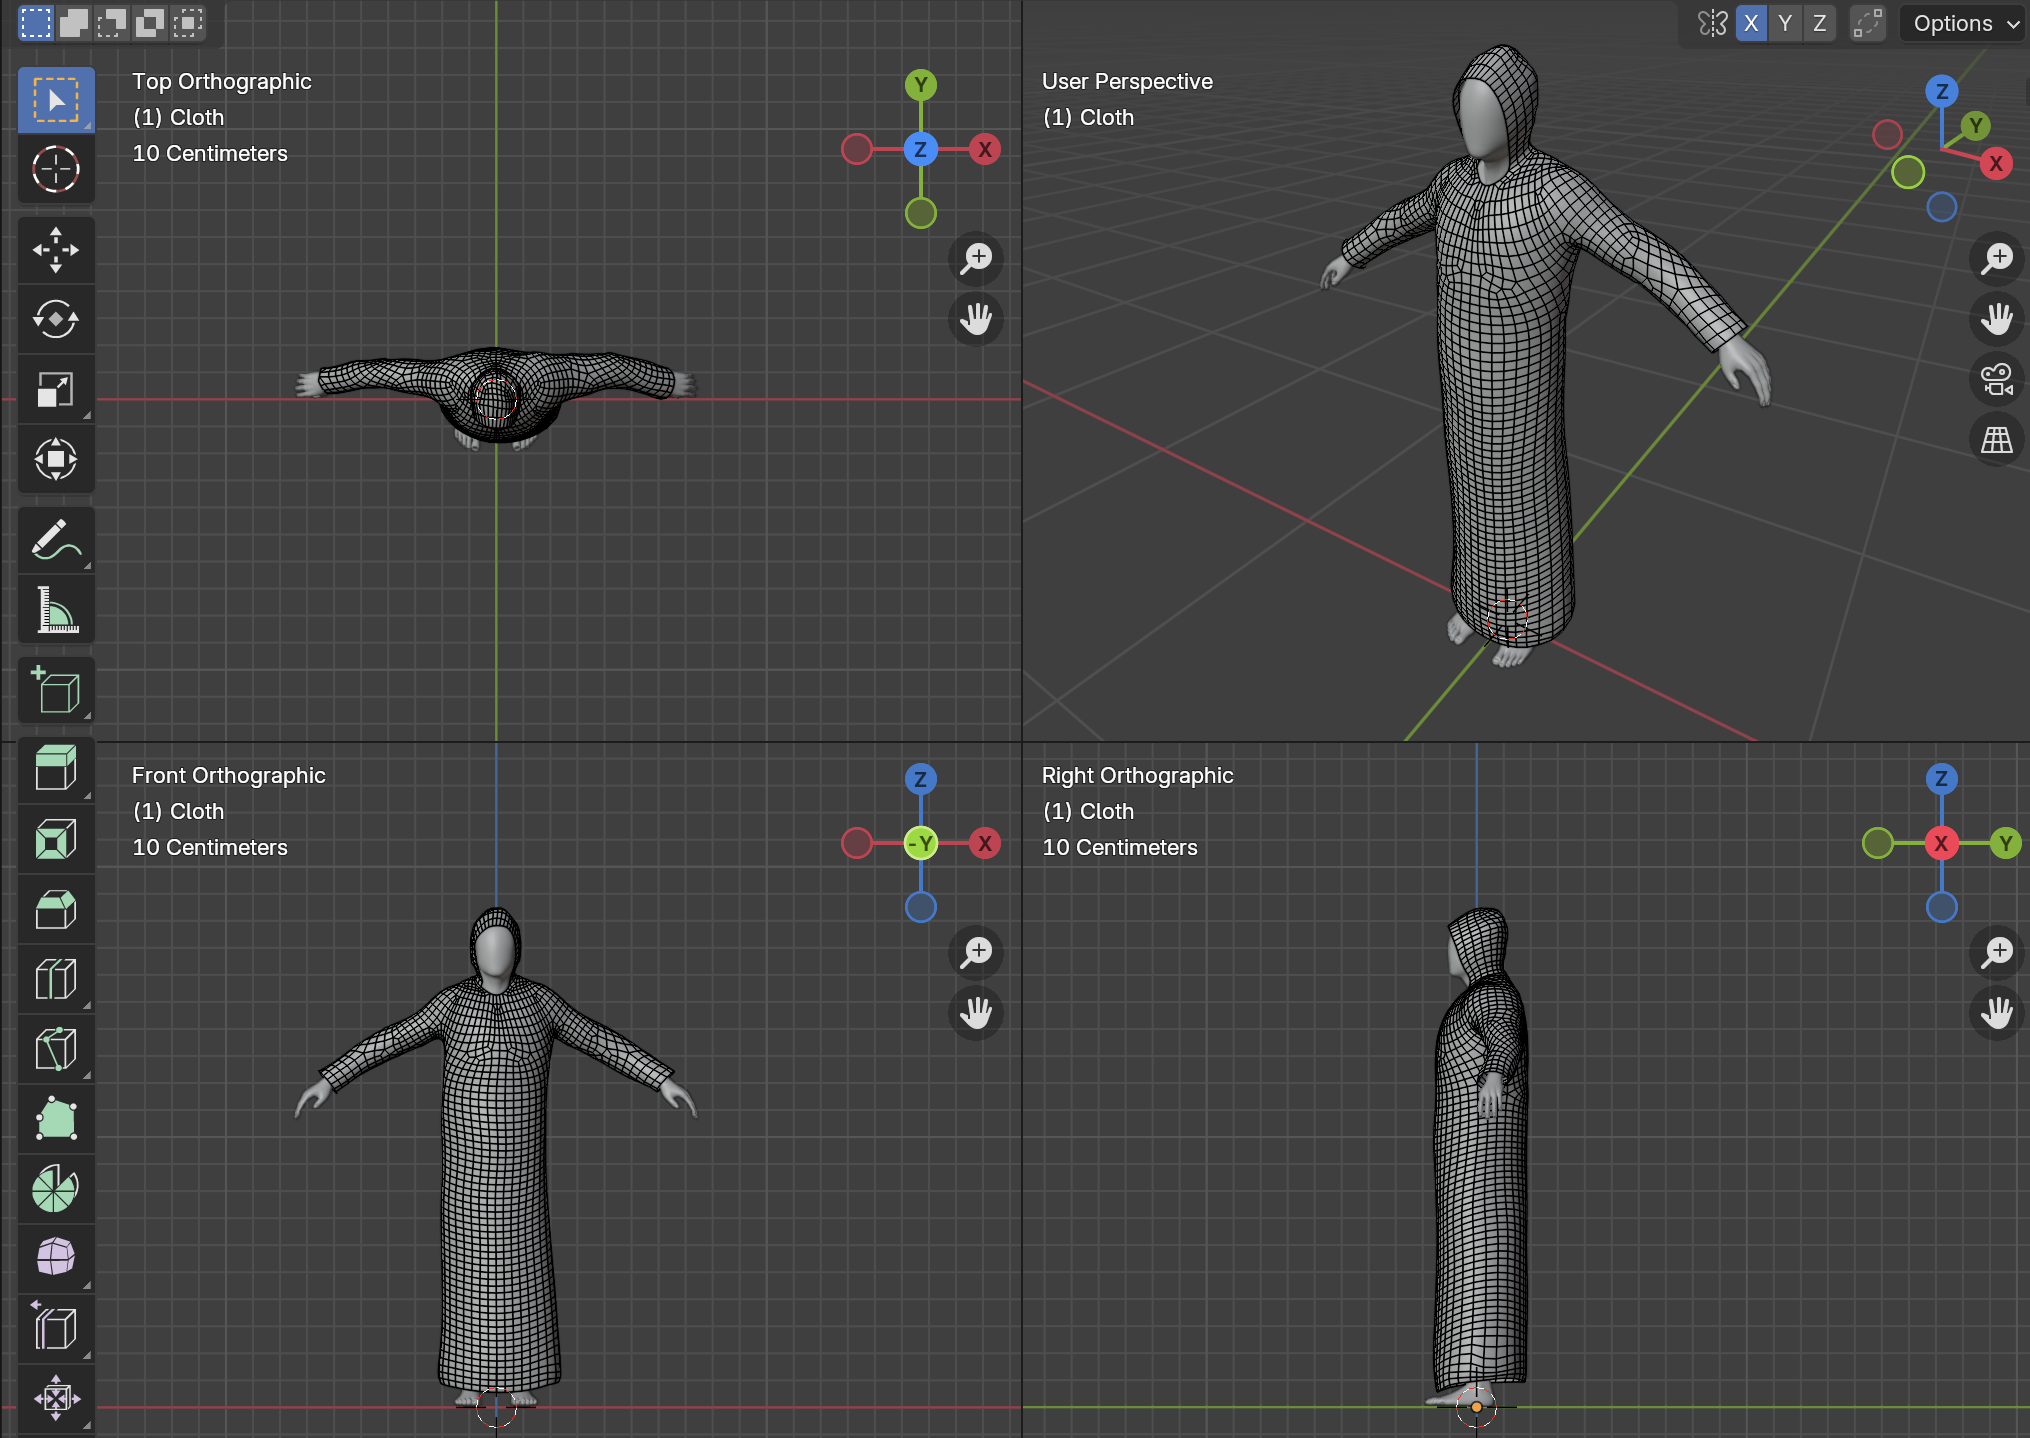 X Y Z Options
Top Orthographic
(1) Cloth
10 Centimeters
Y
Z
X
User Perspective
(1) Cloth
Z
Y
X
Front Orthographic
(1) Cloth
10 Centimeters
Z
-Y
X
Right Orthographic
(1) Cloth
10 Centimeters
Z
X
Y